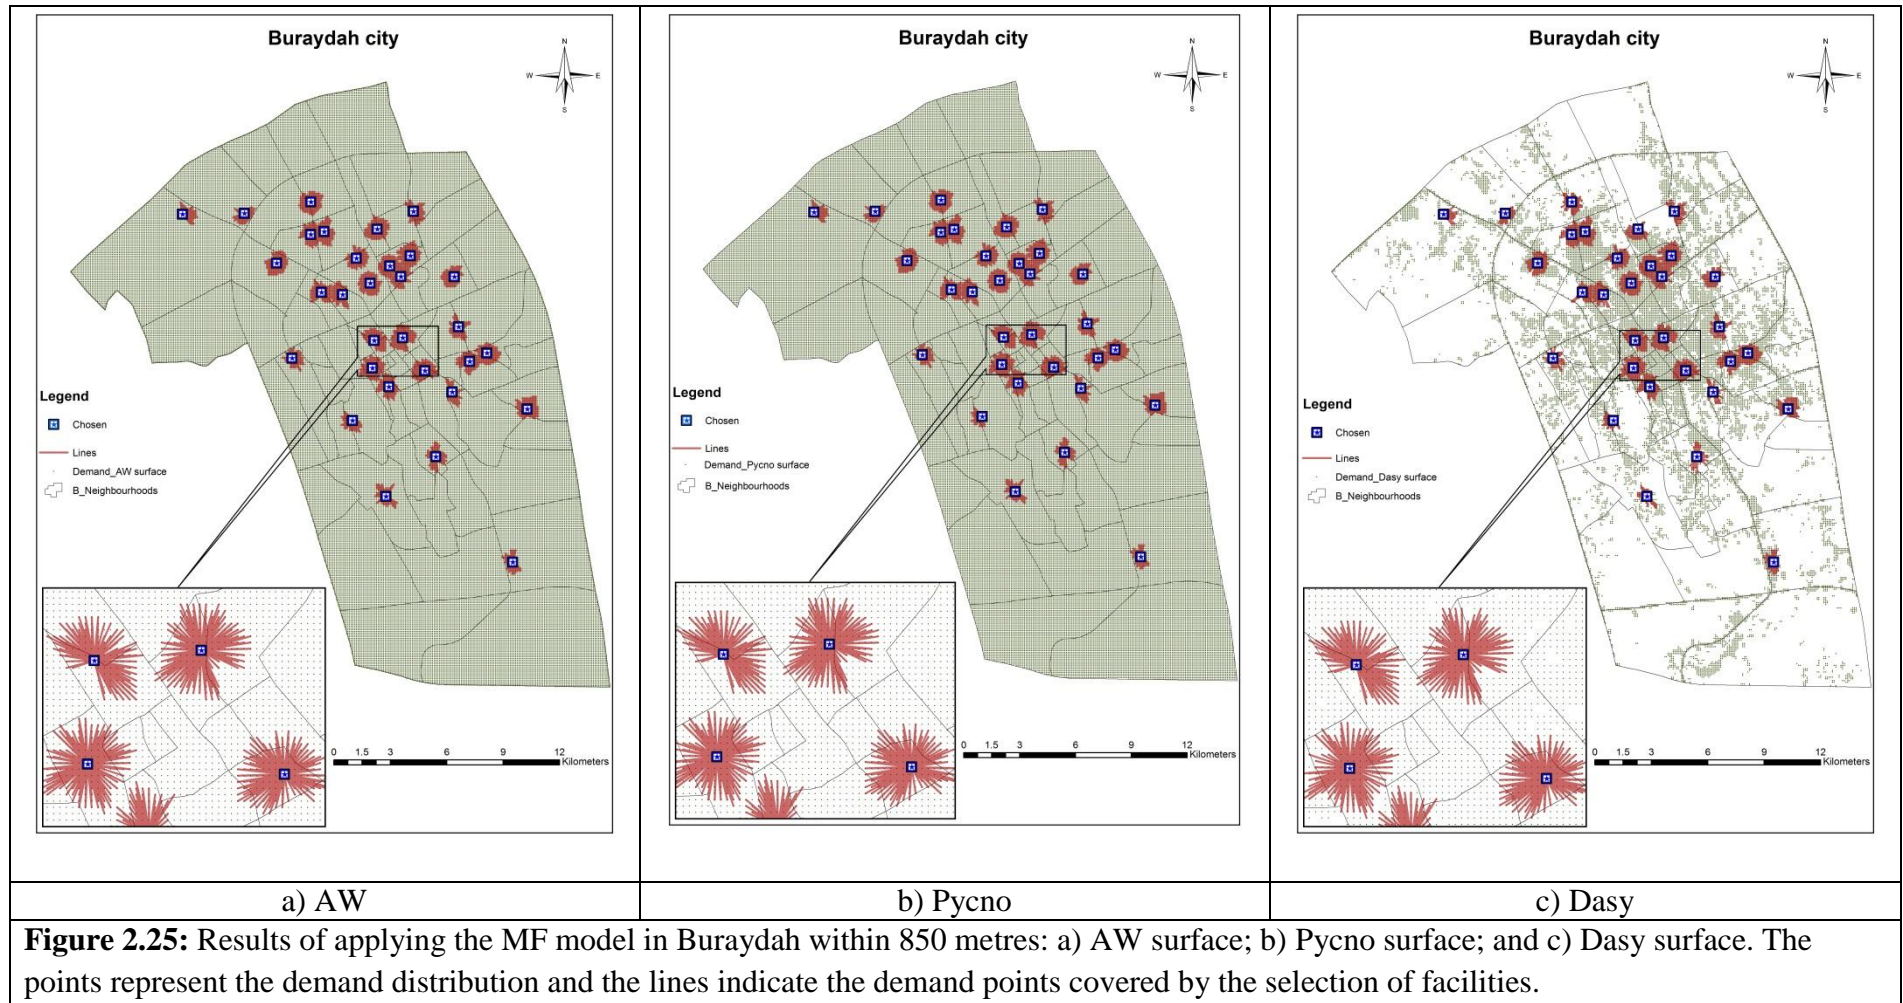 Buraydah city
N
W E
S
Legend
Chosen
Lines
Demand_AW surface
B_Neighbourhoods
0 1.5 3 6 9 12
Kilometers
Buraydah city
N
W E
S
Legend
Chosen
Lines
Demand_Pycno surface
B_Neighbourhoods
0 1.5 3 6 9 12
Kilometers
Buraydah city
N
W E
S
Legend
Chosen
Lines
Demand_Dasy surface
B_Neighbourhoods
0 1.5 3 6 9 12
Kilometers
a) AW
b) Pycno
c) Dasy
Figure 2.25: Results of applying the MF model in Buraydah within 850 metres: a) AW surface; b) Pycno surface; and c) Dasy surface. The
points represent the demand distribution and the lines indicate the demand points covered by the selection of facilities.